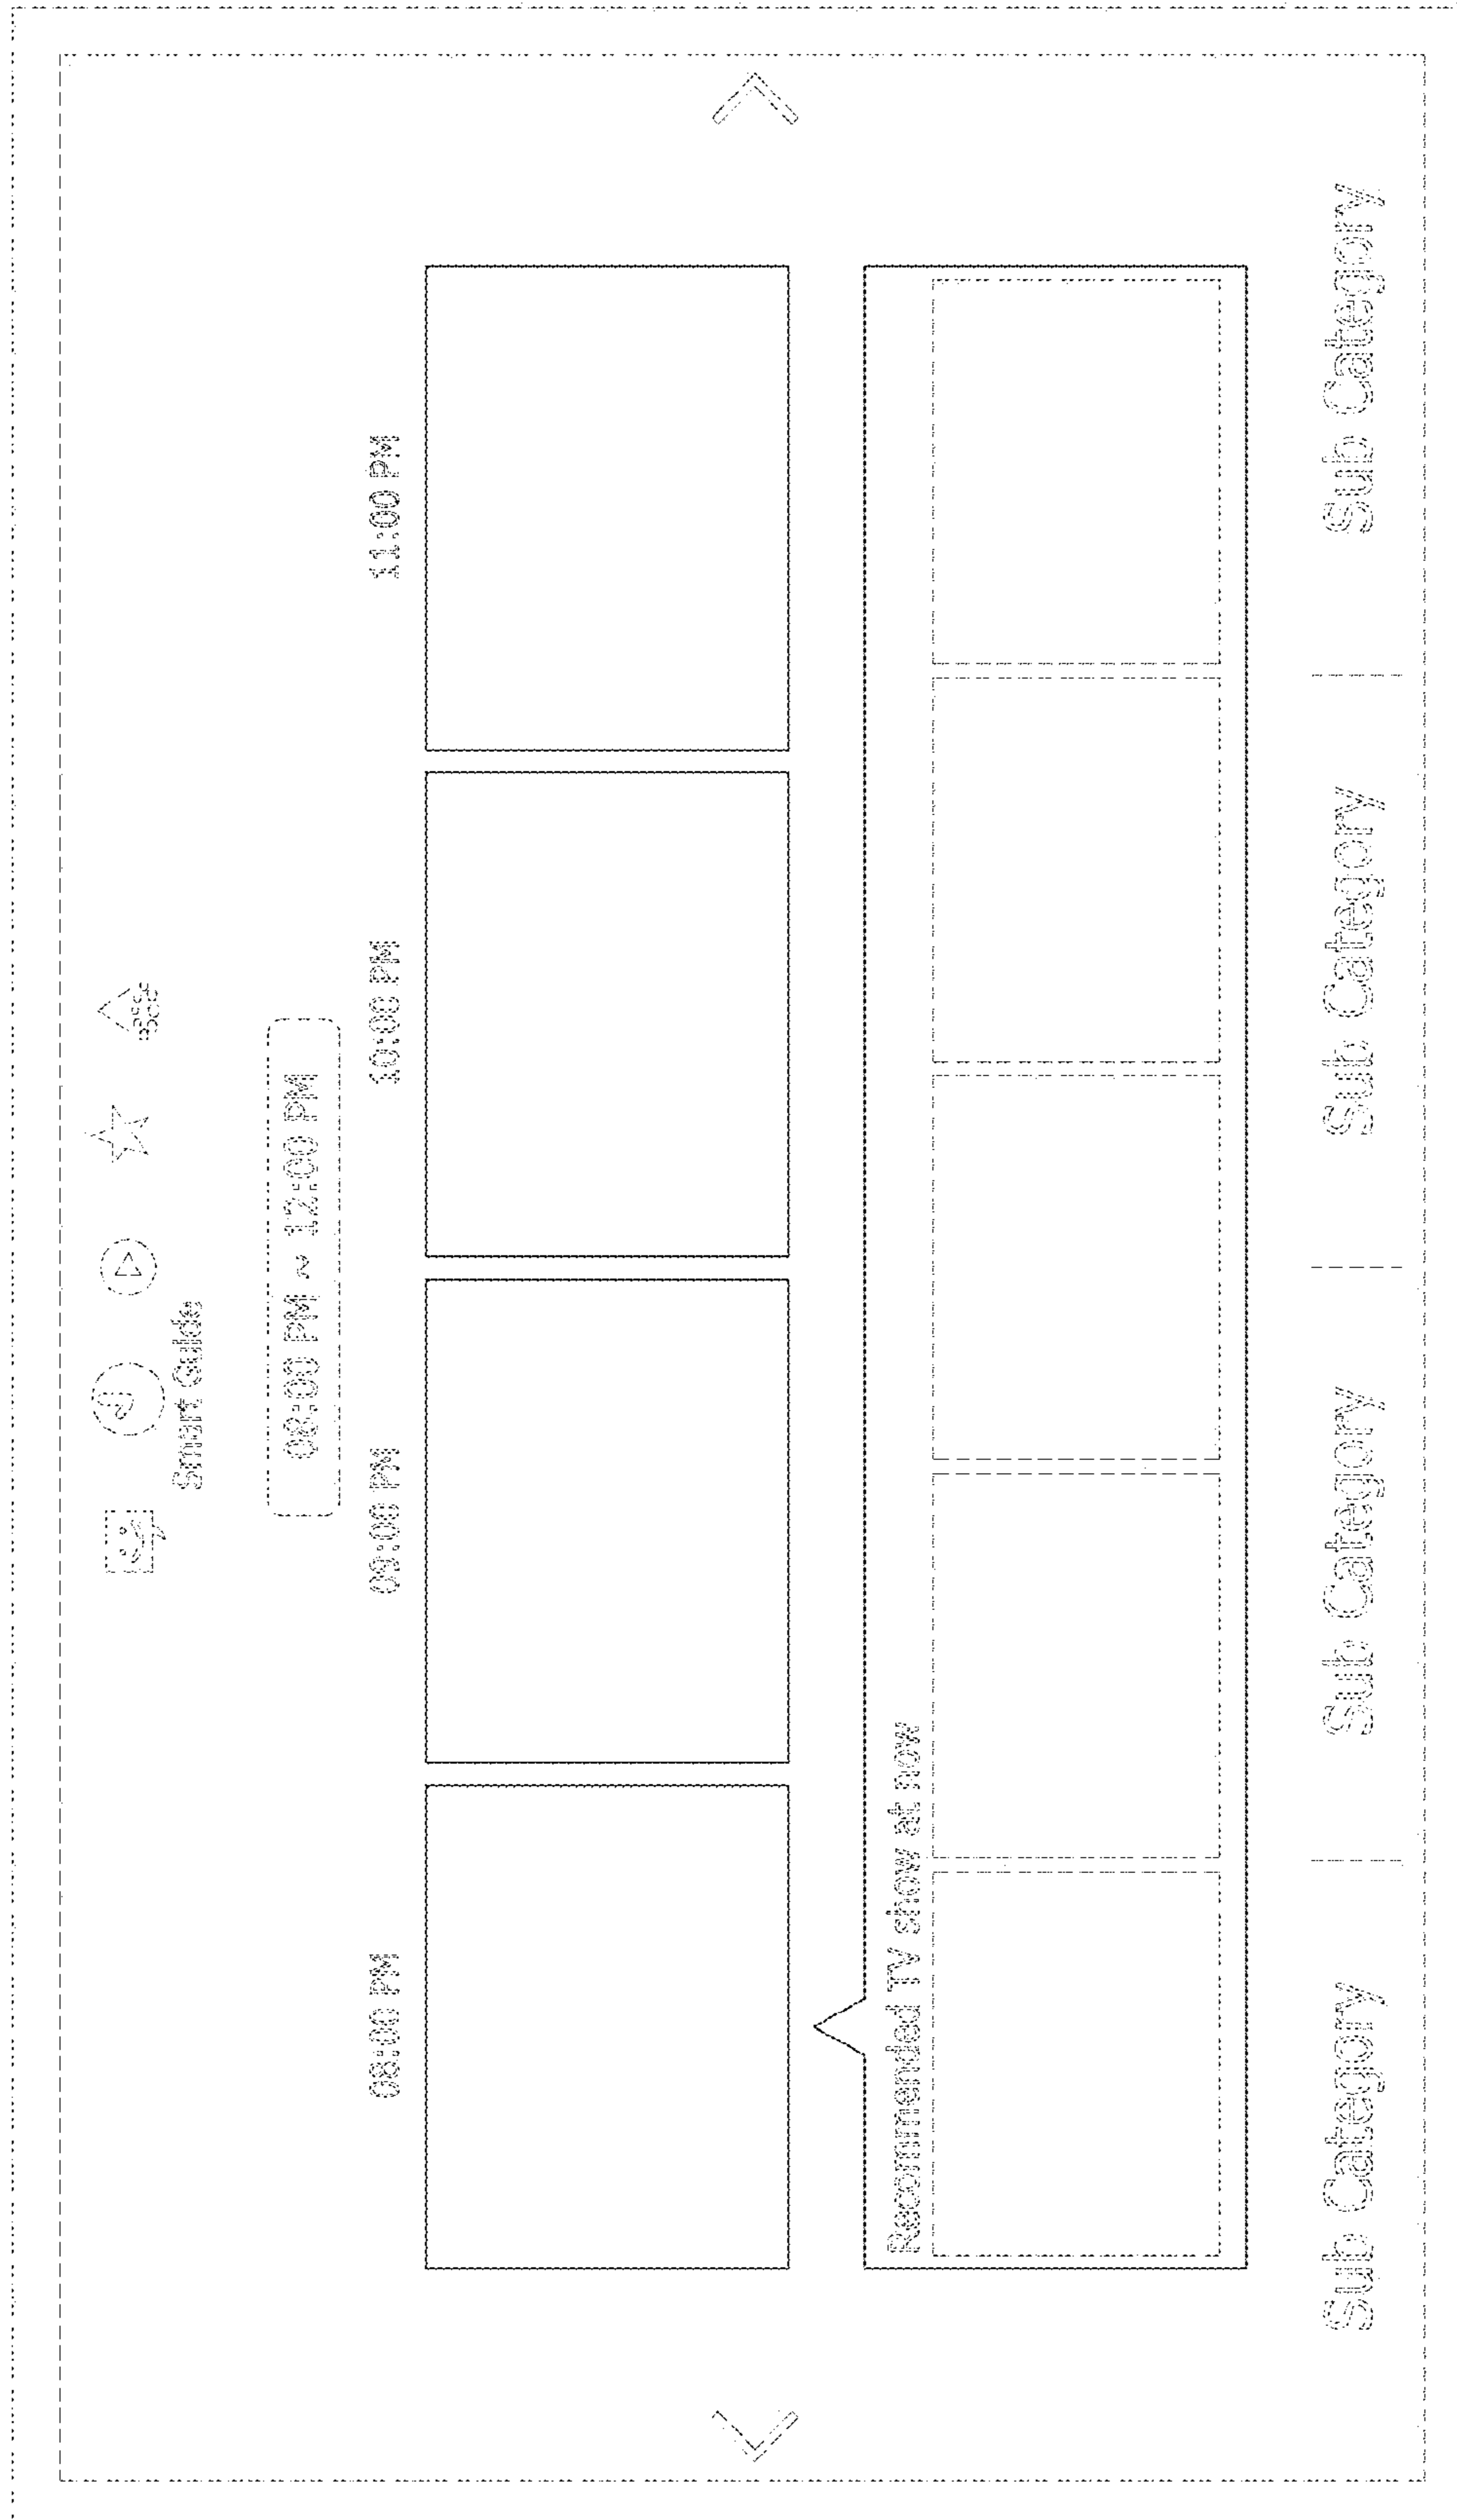 Smart Guide
08:00 PM ~ 12:00 PM
08:00 PM 09:00 PM 10:00 PM 11:00 PM
Recommended TV show at now
Sub Category Sub Category Sub Category Sub Category